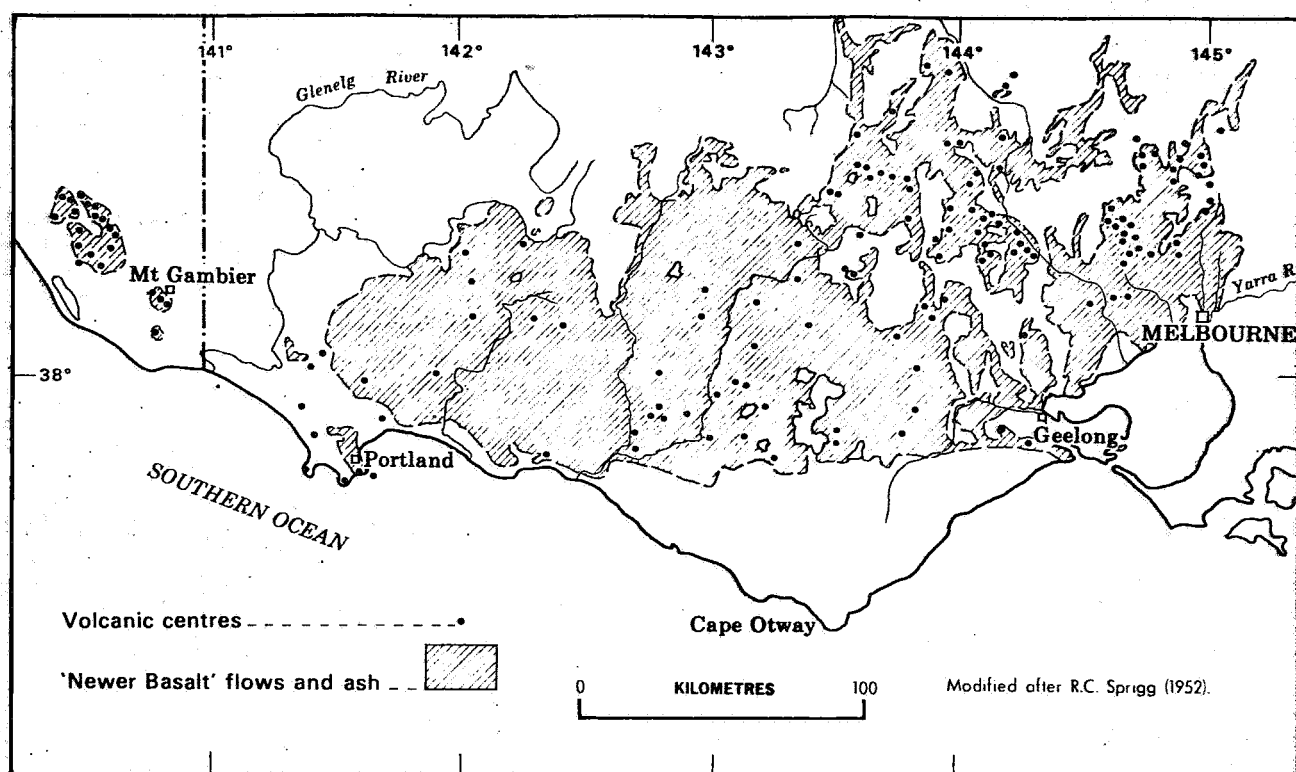 141°
142°
143°
144°
145°
Glenelg River
Mt Gambier
Yarra R
MELBOURNE
38°
Geelong
Portland
SOUTHERN OCEAN
Cape Otway
Volcanic centres
'Newer Basalt' flows and ash
0 KILOMETRES 100
Modified after R.C. Sprigg (1952).